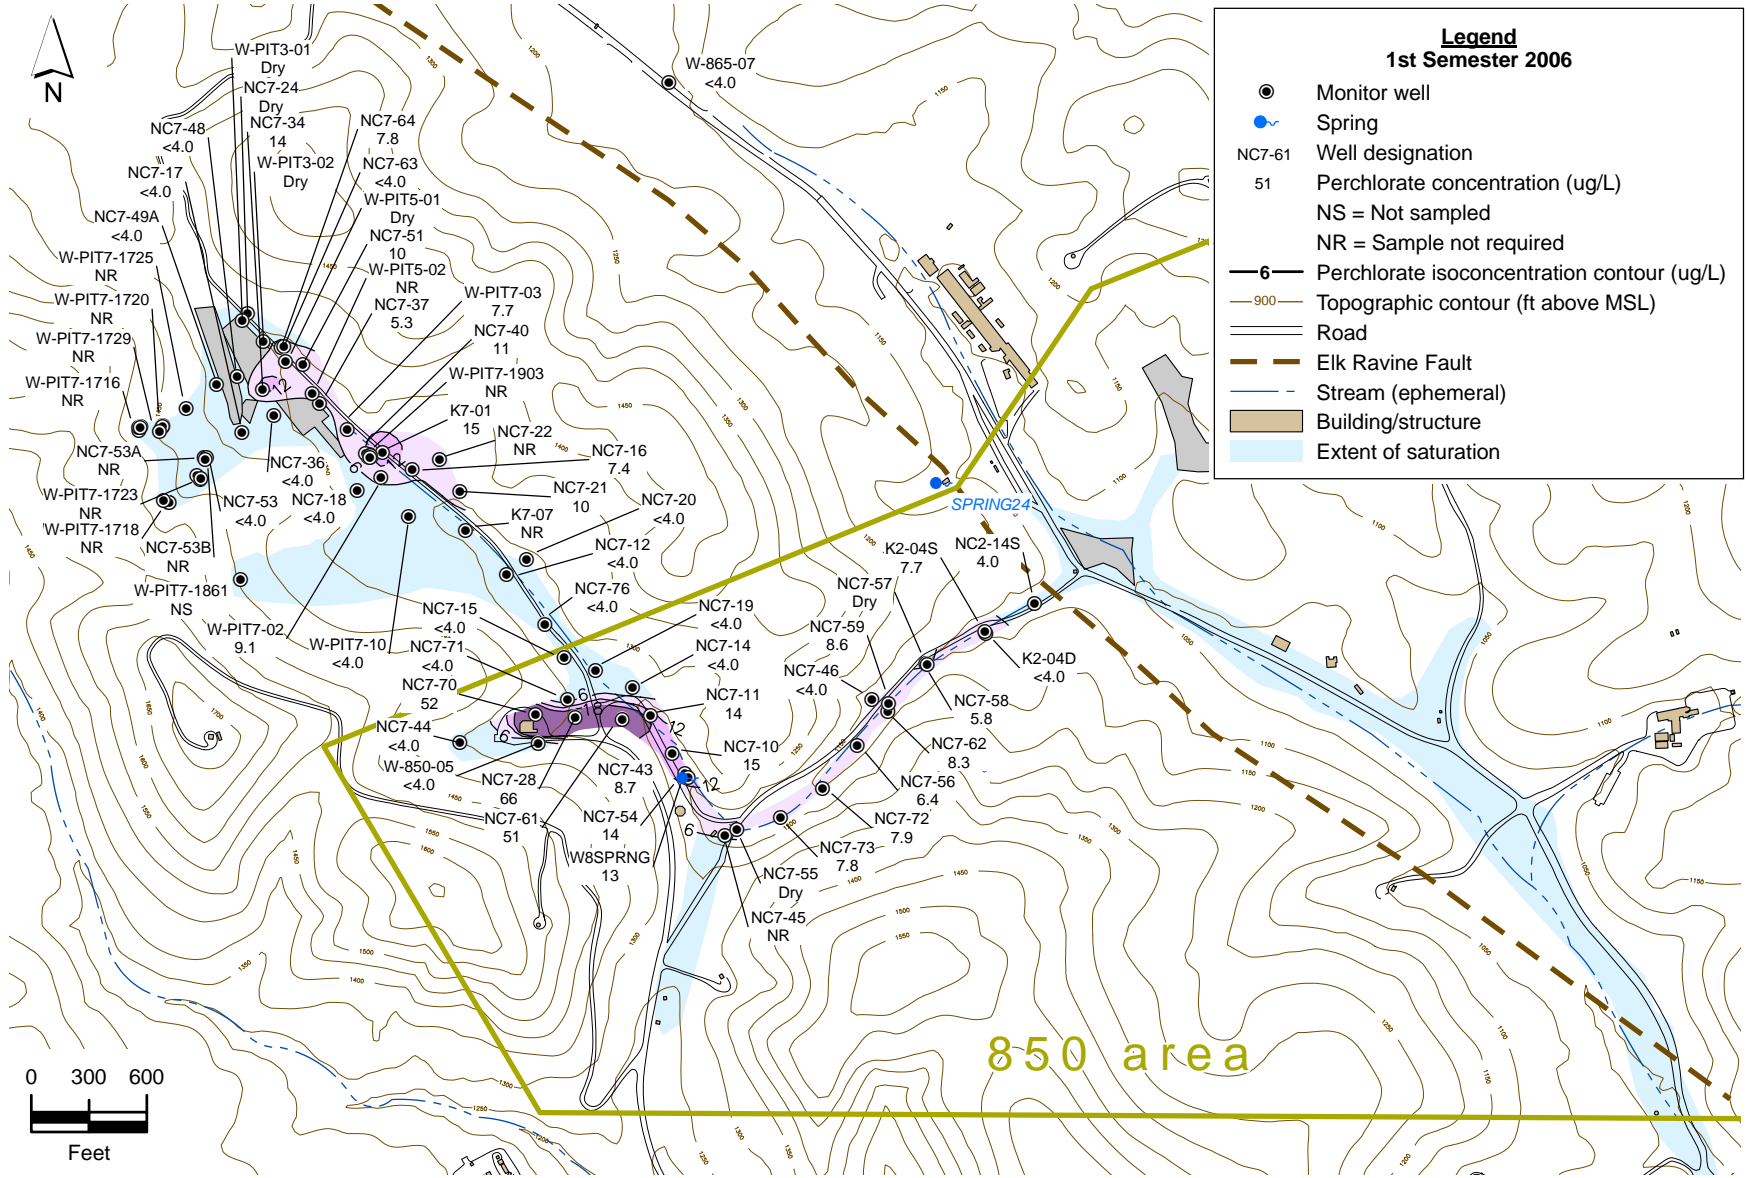 N
W-PIT3-01
Dry
NC7-24
Dry
NC7-34
14
W-PIT3-02
Dry
NC7-48
<4.0
NC7-17
<4.0
NC7-49A
<4.0
W-PIT7-1725
NR
W-PIT7-1720
NR
W-PIT7-1729
NR
W-PIT7-1716
NR
NC7-64
7.8
NC7-63
<4.0
W-PIT5-01
Dry
NC7-51
10
W-PIT5-02
NR
NC7-37
5.3
W-PIT7-03
7.7
NC7-40
11
W-PIT7-1903
NR
K7-01
15
NC7-22
NR
NC7-16
7.4
NC7-21
10
NC7-20
<4.0
K7-07
NR
NC7-12
<4.0
NC7-76
<4.0
NC7-53A
NR
W-PIT7-1723
NR
W-PIT7-1718
NR
NC7-53
<4.0
NC7-53B
NR
W-PIT7-1861
NS
NC7-36
<4.0
NC7-18
<4.0
W-PIT7-02
9.1
W-PIT7-10
<4.0
NC7-15
<4.0
NC7-71
<4.0
NC7-70
52
NC7-44
<4.0
W-850-05
<4.0
NC7-28
66
NC7-61
51
NC7-43
8.7
NC7-54
14
W8SPRNG
13
NC7-19
<4.0
NC7-14
<4.0
NC7-11
14
NC7-10
15
NC7-55
Dry
NC7-45
NR
NC7-73
7.8
NC7-72
7.9
NC7-56
6.4
NC7-62
8.3
NC7-58
5.8
K2-04D
<4.0
NC7-46
<4.0
NC7-59
8.6
NC7-57
Dry
K2-04S
7.7
NC2-14S
4.0
SPRING24
W-865-07
<4.0
850 area
0 300 600
Feet
Legend
1st Semester 2006
Monitor well
Spring
NC7-61 Well designation
51 Perchlorate concentration (ug/L)
NS = Not sampled
NR = Sample not required
6 Perchlorate isoconcentration contour (ug/L)
900 Topographic contour (ft above MSL)
Road
Elk Ravine Fault
Stream (ephemeral)
Building/structure
Extent of saturation